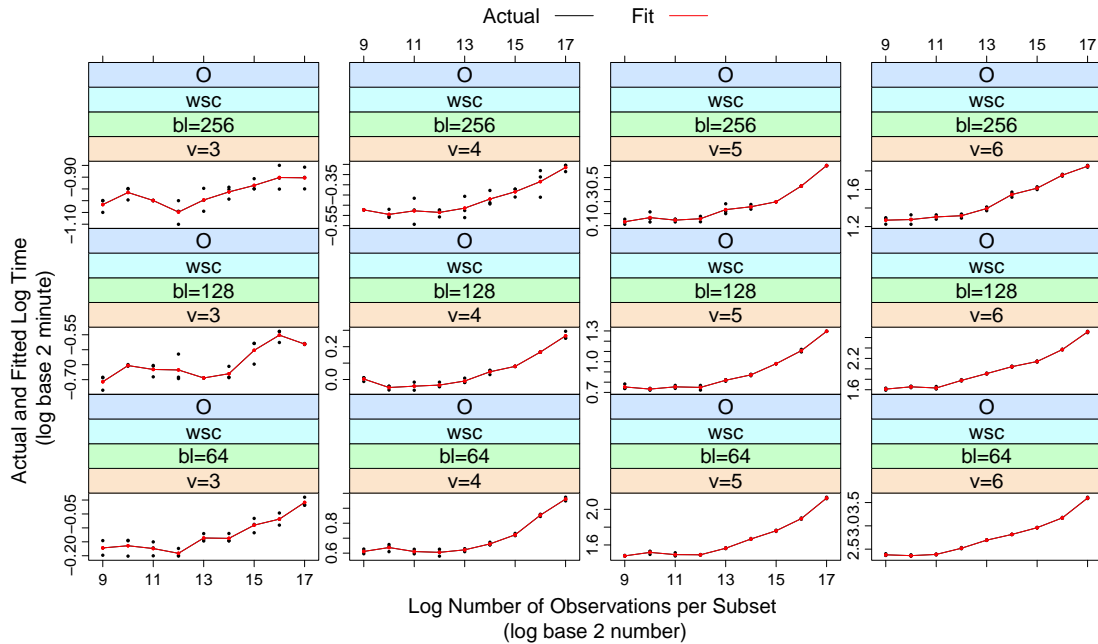 Actual Fit
9 11 13 15 17 9 11 13 15 17
O O O O
wsc wsc wsc wsc
bl=256 bl=256 bl=256 bl=256
v=3 v=4 v=5 v=6
−1.10 −0.90 −0.55 −0.35 0.10.30.5 1.2 1.6
O O O O
wsc wsc wsc wsc
bl=128 bl=128 bl=128 bl=128
v=3 v=4 v=5 v=6
−0.70 −0.55 0.0 0.2 0.7 1.0 1.3 1.6 2.2
O O O O
wsc wsc wsc wsc
bl=64 bl=64 bl=64 bl=64
v=3 v=4 v=5 v=6
−0.20 −0.05 0.6 0.8 1.6 2.0 2.53.03.5
9 11 13 15 17 9 11 13 15 17
Actual and Fitted Log Time
(log base 2 minute)
Log Number of Observations per Subset
(log base 2 number)